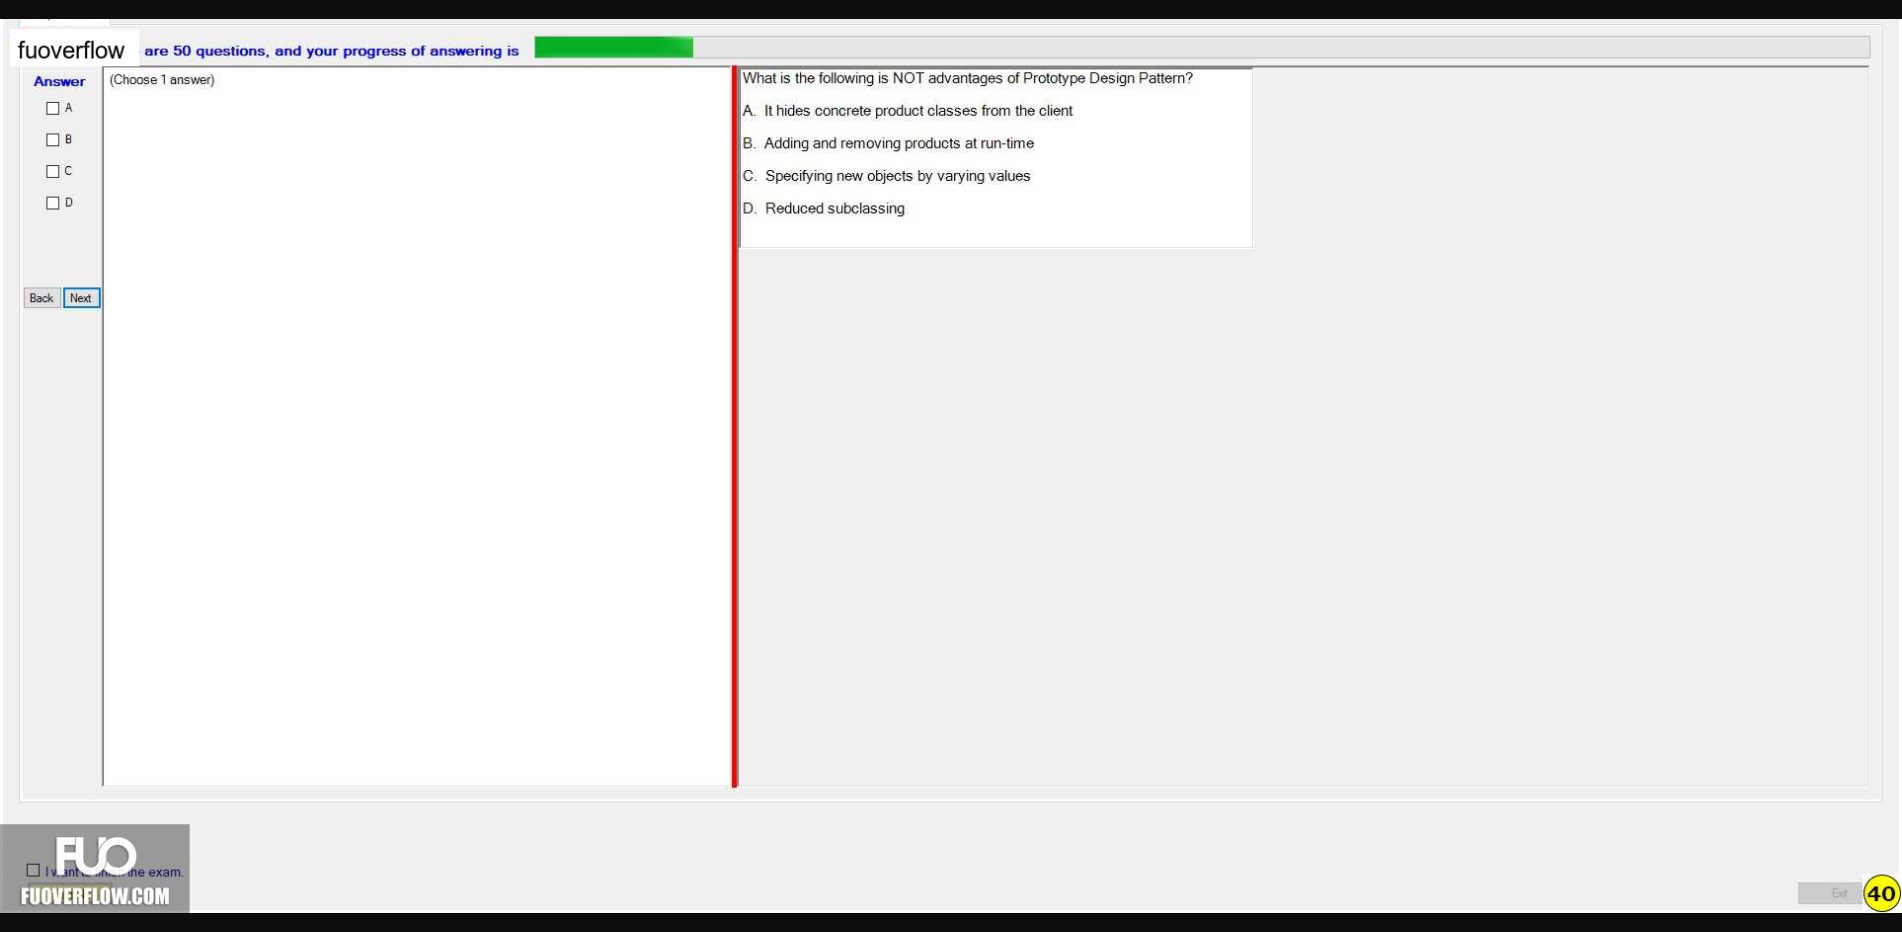 fuoverflow are 50 questions, and your progress of answering is
Answer
(Choose 1 answer)
A
B
C
D
Back Next
What is the following is NOT advantages of Prototype Design Pattern?
A. It hides concrete product classes from the client
B. Adding and removing products at run-time
C. Specifying new objects by varying values
D. Reduced subclassing
FUO
I want to finish the exam.
FUOVERFLOW.COM
Exit
40